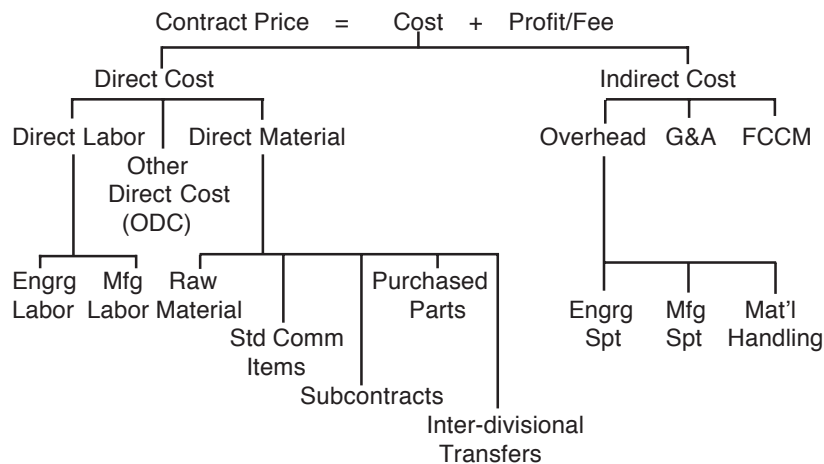 Contract Price = Cost + Profit/Fee
Direct Cost
Indirect Cost
Direct Labor
Other
Direct Cost
(ODC)
Direct Material
Overhead
G&A
FCCM
Engrg
Labor
Mfg
Labor
Raw
Material
Std Comm
Items
Subcontracts
Purchased
Parts
Inter-divisional
Transfers
Engrg
Spt
Mfg
Spt
Mat'l
Handling